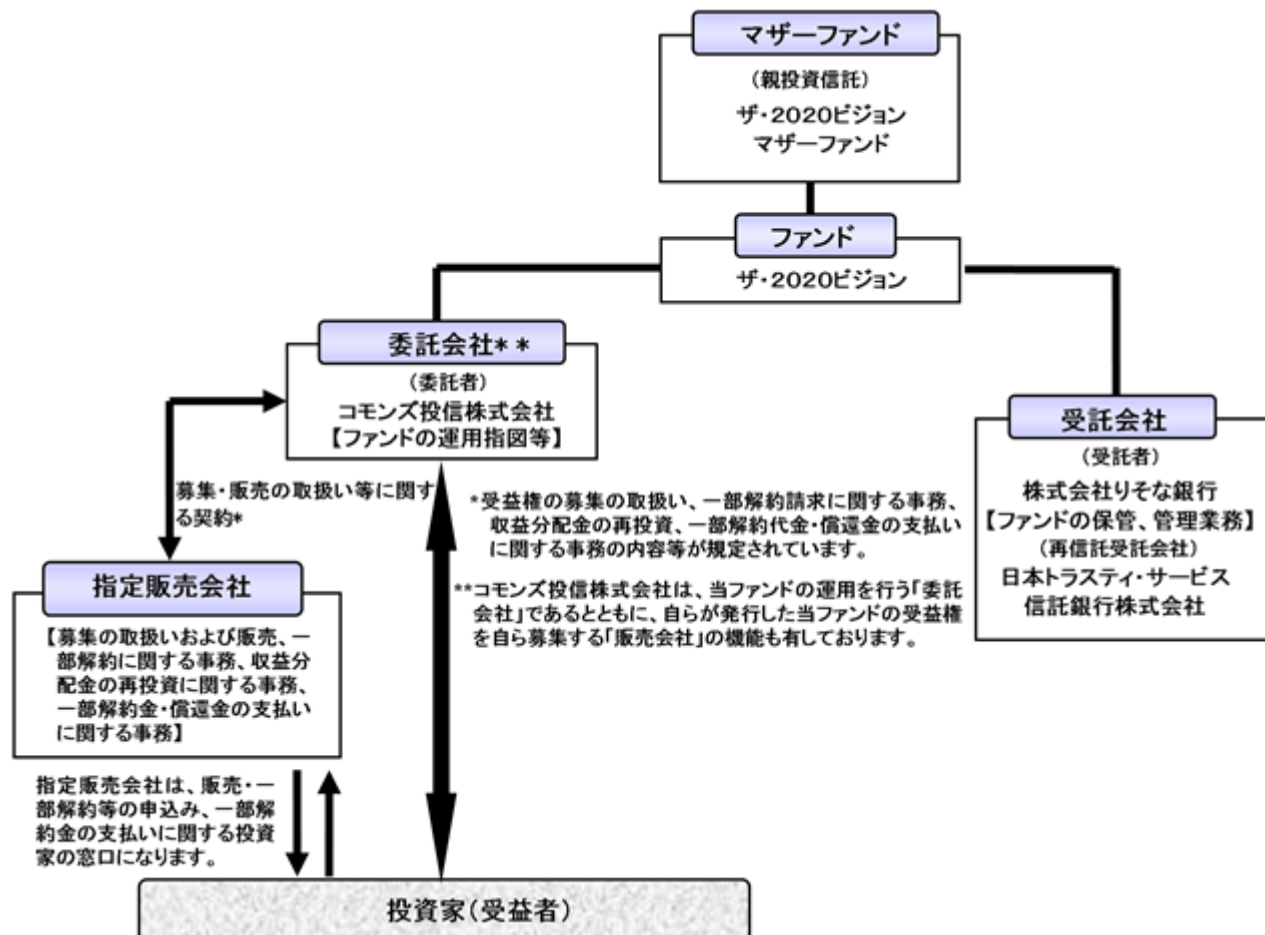 マザーファンド
(親投資信託)
ザ・2020ビジョン
マザーファンド
ファンド
ザ・2020ビジョン
委託会社**
(委託者)
コモンズ投信株式会社
【ファンドの運用指図等】
受託会社
(受託者)
株式会社りそな銀行
【ファンドの保管、管理業務】
(再信託受託会社)
日本トラスティ・サービス
信託銀行株式会社
募集・販売の取扱い等に関す
る契約*
*受益権の募集の取扱い、一部解約請求に関する事務、
収益分配金の再投資、一部解約代金・償還金の支払い
に関する事務の内容等が規定されています。
**コモンズ投信株式会社は、当ファンドの運用を行う「委託
会社」であるとともに、自らが発行した当ファンドの受益権
を自ら募集する「販売会社」の機能も有しております。
指定販売会社
【募集の取扱いおよび販売、一
部解約に関する事務、収益分
配金の再投資に関する事務、
一部解約金・償還金の支払い
に関する事務】
指定販売会社は、販売・一
部解約等の申込み、一部解
約金の支払いに関する投資
家の窓口になります。
投資家(受益者)